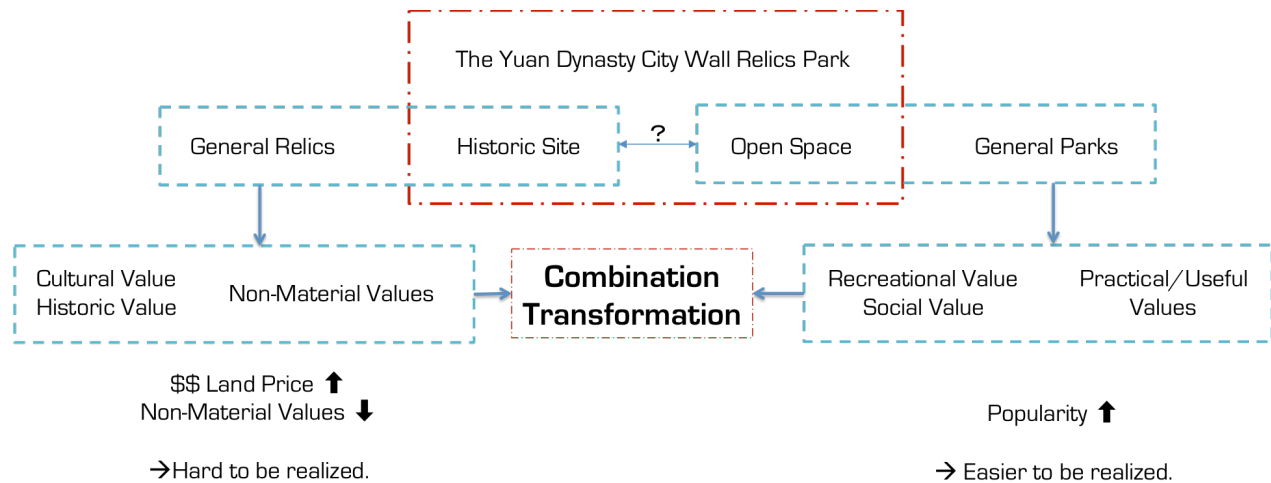 The Yuan Dynasty City Wall Relics Park
General Relics
Historic Site
?
Open Space
General Parks
Cultural Value
Historic Value
Non-Material Values
Combination
Transformation
Recreational Value
Social Value
Practical/Useful
Values
$$ Land Price ⬆
Non-Material Values ⬇
→Hard to be realized.
Popularity ⬆
→ Easier to be realized.